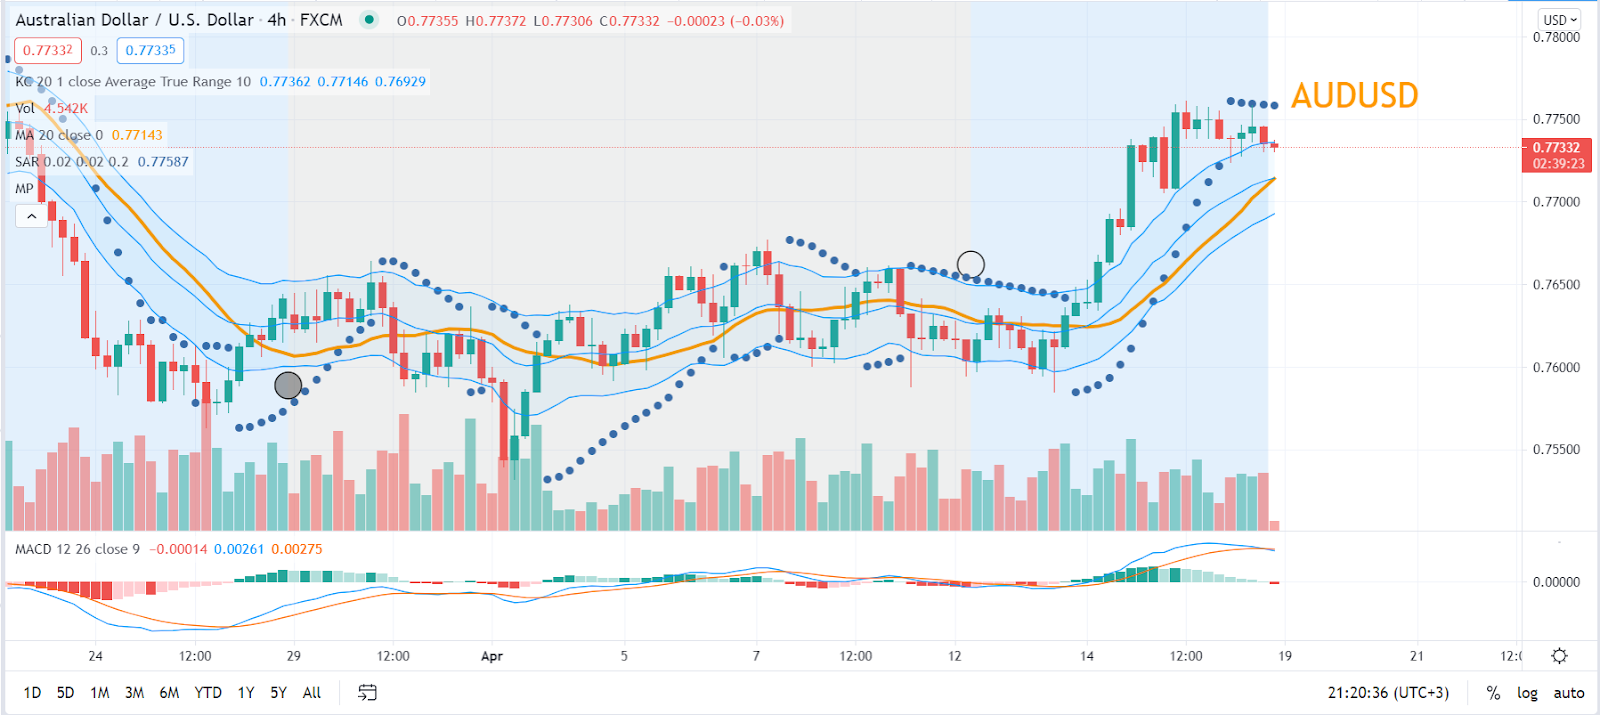 Australian Dollar / U.S. Dollar · 4h · FXCM O0.77355 H0.77372 L0.77306 C0.77332 −0.00023 (−0.03%)
USD
0.78000
0.77332 0.3 0.77335
KC 20 1 close Average True Range 10 0.77362 0.77146 0.76929
AUDUSD
Vol 4.542K
0.77500
MA 20 close 0 0.77143
0.77332
SAR 0.02 0.02 0.2 0.77587
02:39:23
MP
0.77000
0.76500
0.76000
0.75500
MACD 12 26 close 9 −0.00014 0.00261 0.00275
0.00000
24 12:00 29 12:00 Apr 5 7 12:00 12 14 12:00 19 21 12:0
1D 5D 1M 3M 6M YTD 1Y 5Y All 21:20:36 (UTC+3) % log auto